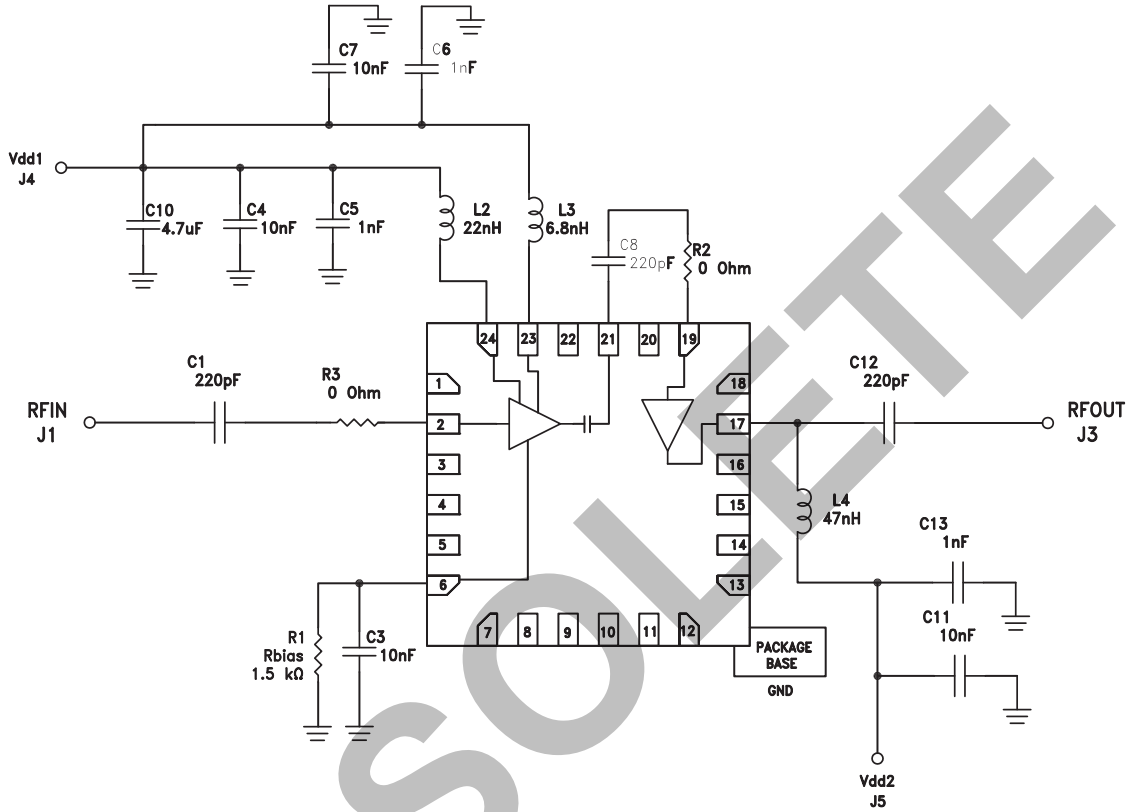 C7
10nF
C6
1nF
Vdd1
J4
C10
4.7uF
C4
10nF
C5
1nF
L2
22nH
L3
6.8nH
C8
220pF
R2
0 Ohm
24
23
22
21
20
19
C1
220pF
R3
0 Ohm
RFIN
J1
1
2
3
4
5
6
18
17
16
15
14
13
C12
220pF
RFOUT
J3
L4
47nH
C13
1nF
C11
10nF
R1
Rbias
1.5 kΩ
C3
10nF
7
8
9
10
11
12
PACKAGE
BASE
GND
Vdd2
J5
SOLETE